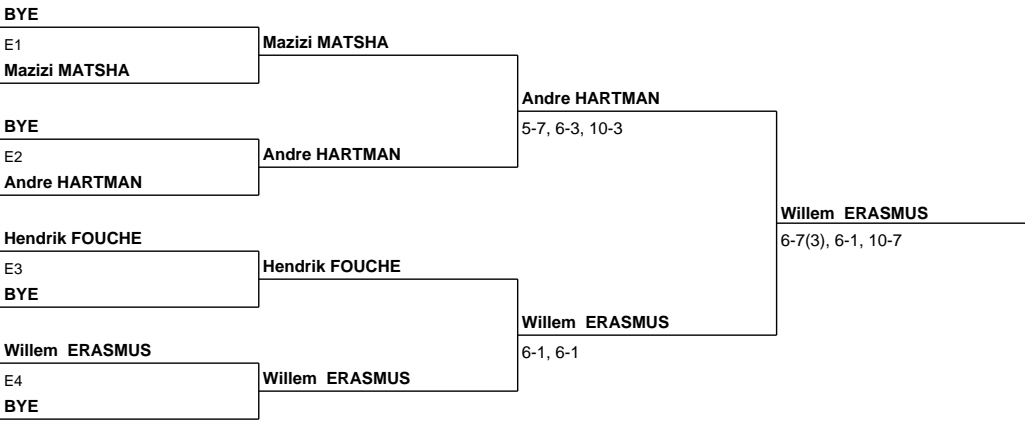 BYE
E1
Mazizi MATSHA
BYE
E2
Andre HARTMAN
Hendrik FOUCHE
E3
BYE
Willem ERASMUS
E4
BYE
Mazizi MATSHA
Andre HARTMAN
Hendrik FOUCHE
Willem ERASMUS
Andre HARTMAN
5-7, 6-3, 10-3
Willem ERASMUS
6-1, 6-1
Willem ERASMUS
6-7(3), 6-1, 10-7